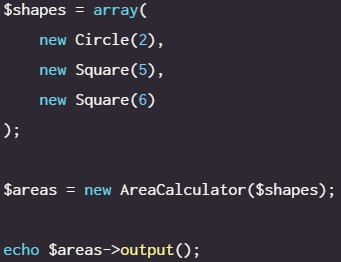 $shapes = array(
    new Circle(2),
    new Square(5),
    new Square(6)
);

$areas = new AreaCalculator($shapes);

echo $areas->output();